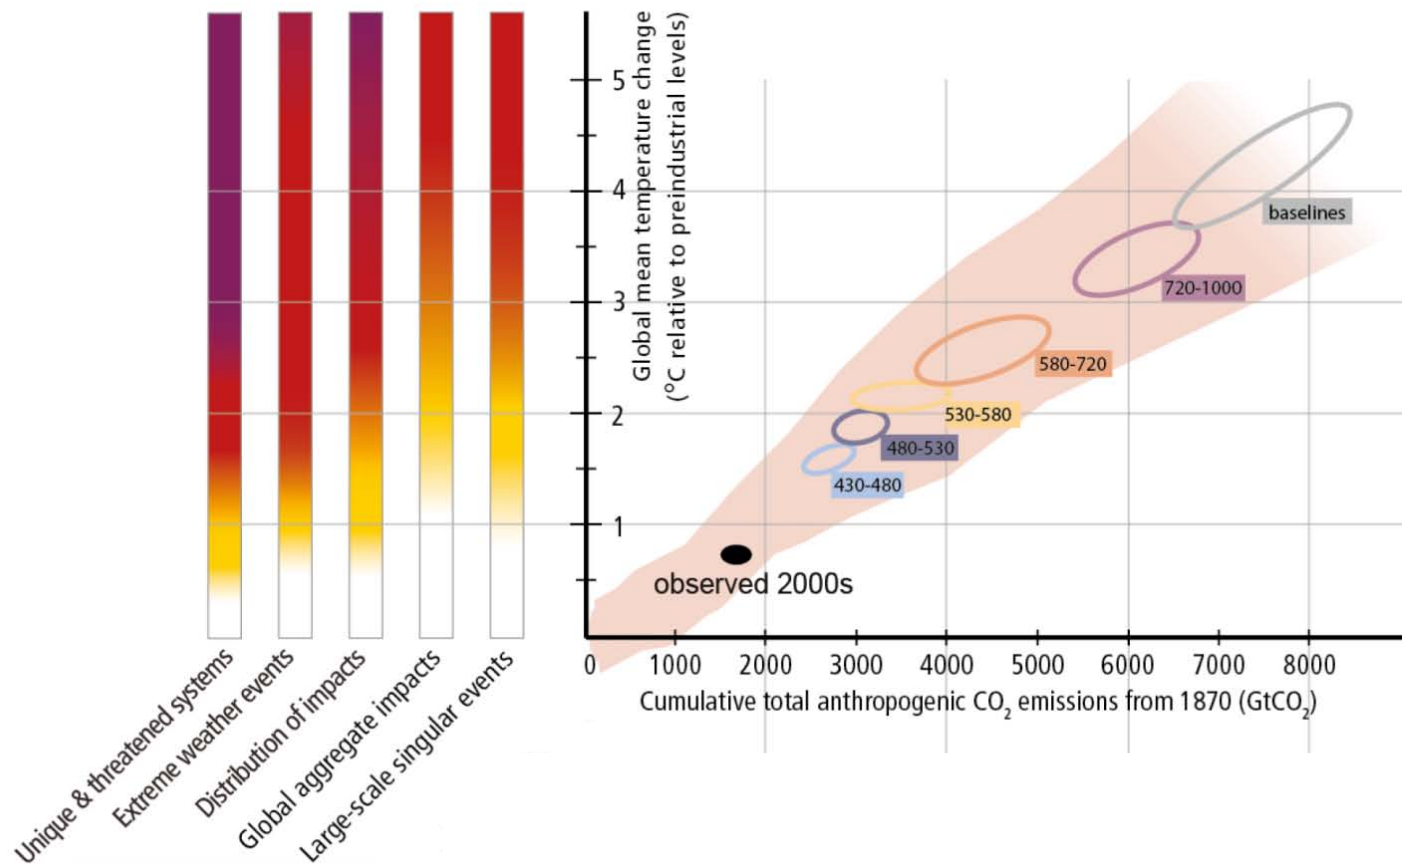 Unique & threatened systems
Extreme weather events
Distribution of impacts
Global aggregate impacts
Large-scale singular events
Global mean temperature change
(°C relative to preindustrial levels)
5
4
3
2
1
baselines
720-1000
580-720
530-580
480-530
430-480
observed 2000s
0 1000 2000 3000 4000 5000 6000 7000 8000
Cumulative total anthropogenic CO₂ emissions from 1870 (GtCO₂)